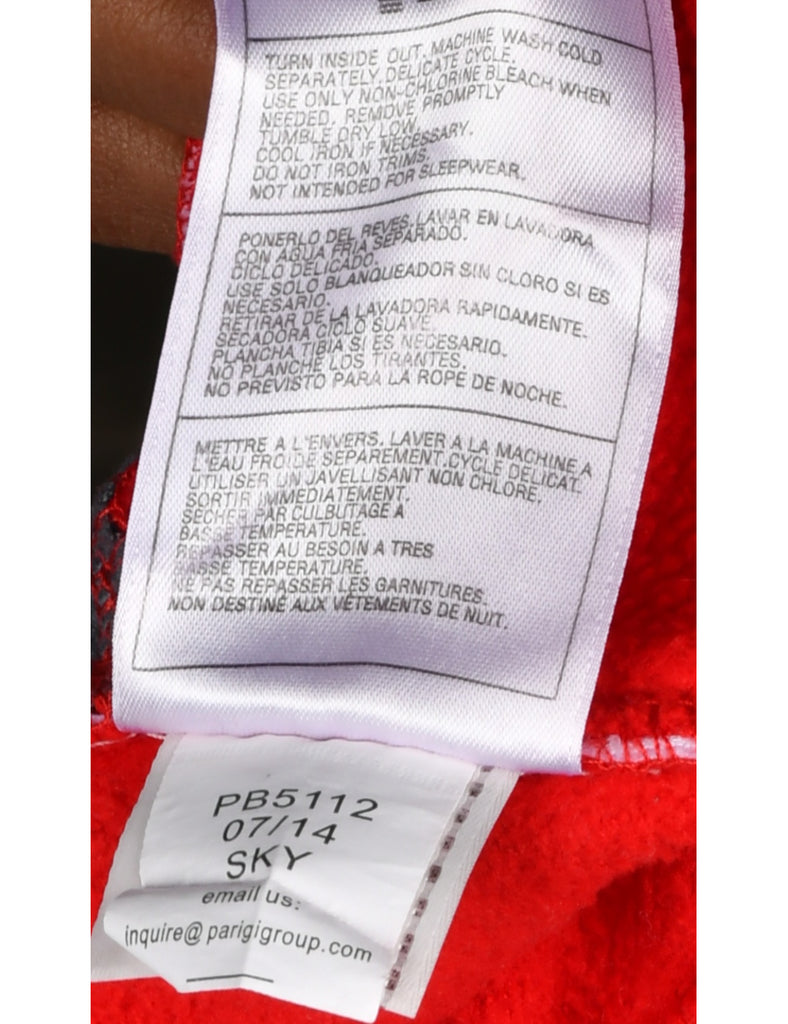 TURN INSIDE OUT. MACHINE WASH COLD
SEPARATELY. DELICATE CYCLE.
USE ONLY NON-CHLORINE BLEACH WHEN
NEEDED. REMOVE PROMPTLY
TUMBLE DRY LOW.
COOL IRON IF NECESSARY.
DO NOT IRON TRIMS.
NOT INTENDED FOR SLEEPWEAR.
PONERLO DEL REVES. LAVAR EN LAVADORA
CON AGUA FRIA SEPARADO.
CICLO DELICADO.
USE SOLO BLANQUEADOR SIN CLORO SI ES
NECESARIO.
RETIRAR DE LA LAVADORA RAPIDAMENTE.
SECADORA CICLO SUAVE.
PLANCHA TIBIA SI ES NECESARIO.
NO PLANCHE LOS TIRANTES.
NO PREVISTO PARA LA ROPE DE NOCHE.
METTRE A L'ENVERS. LAVER A LA MACHINE A
L'EAU FROIDE SEPAREMENT.CYCLE DELICAT.
UTILISER UN JAVELLISANT NON CHLORE.
SORTIR IMMEDIATEMENT.
SECHER PAR CULBUTAGE A
BASSE TEMPERATURE.
REPASSER AU BESOIN A TRES
BASSE TEMPERATURE.
NE PAS REPASSER LES GARNITURES.
NON DESTINÉ AUX VÊTEMENTS DE NUIT.
PB5112
07/14
SKY
email us:
inquire@ parigigroup.com